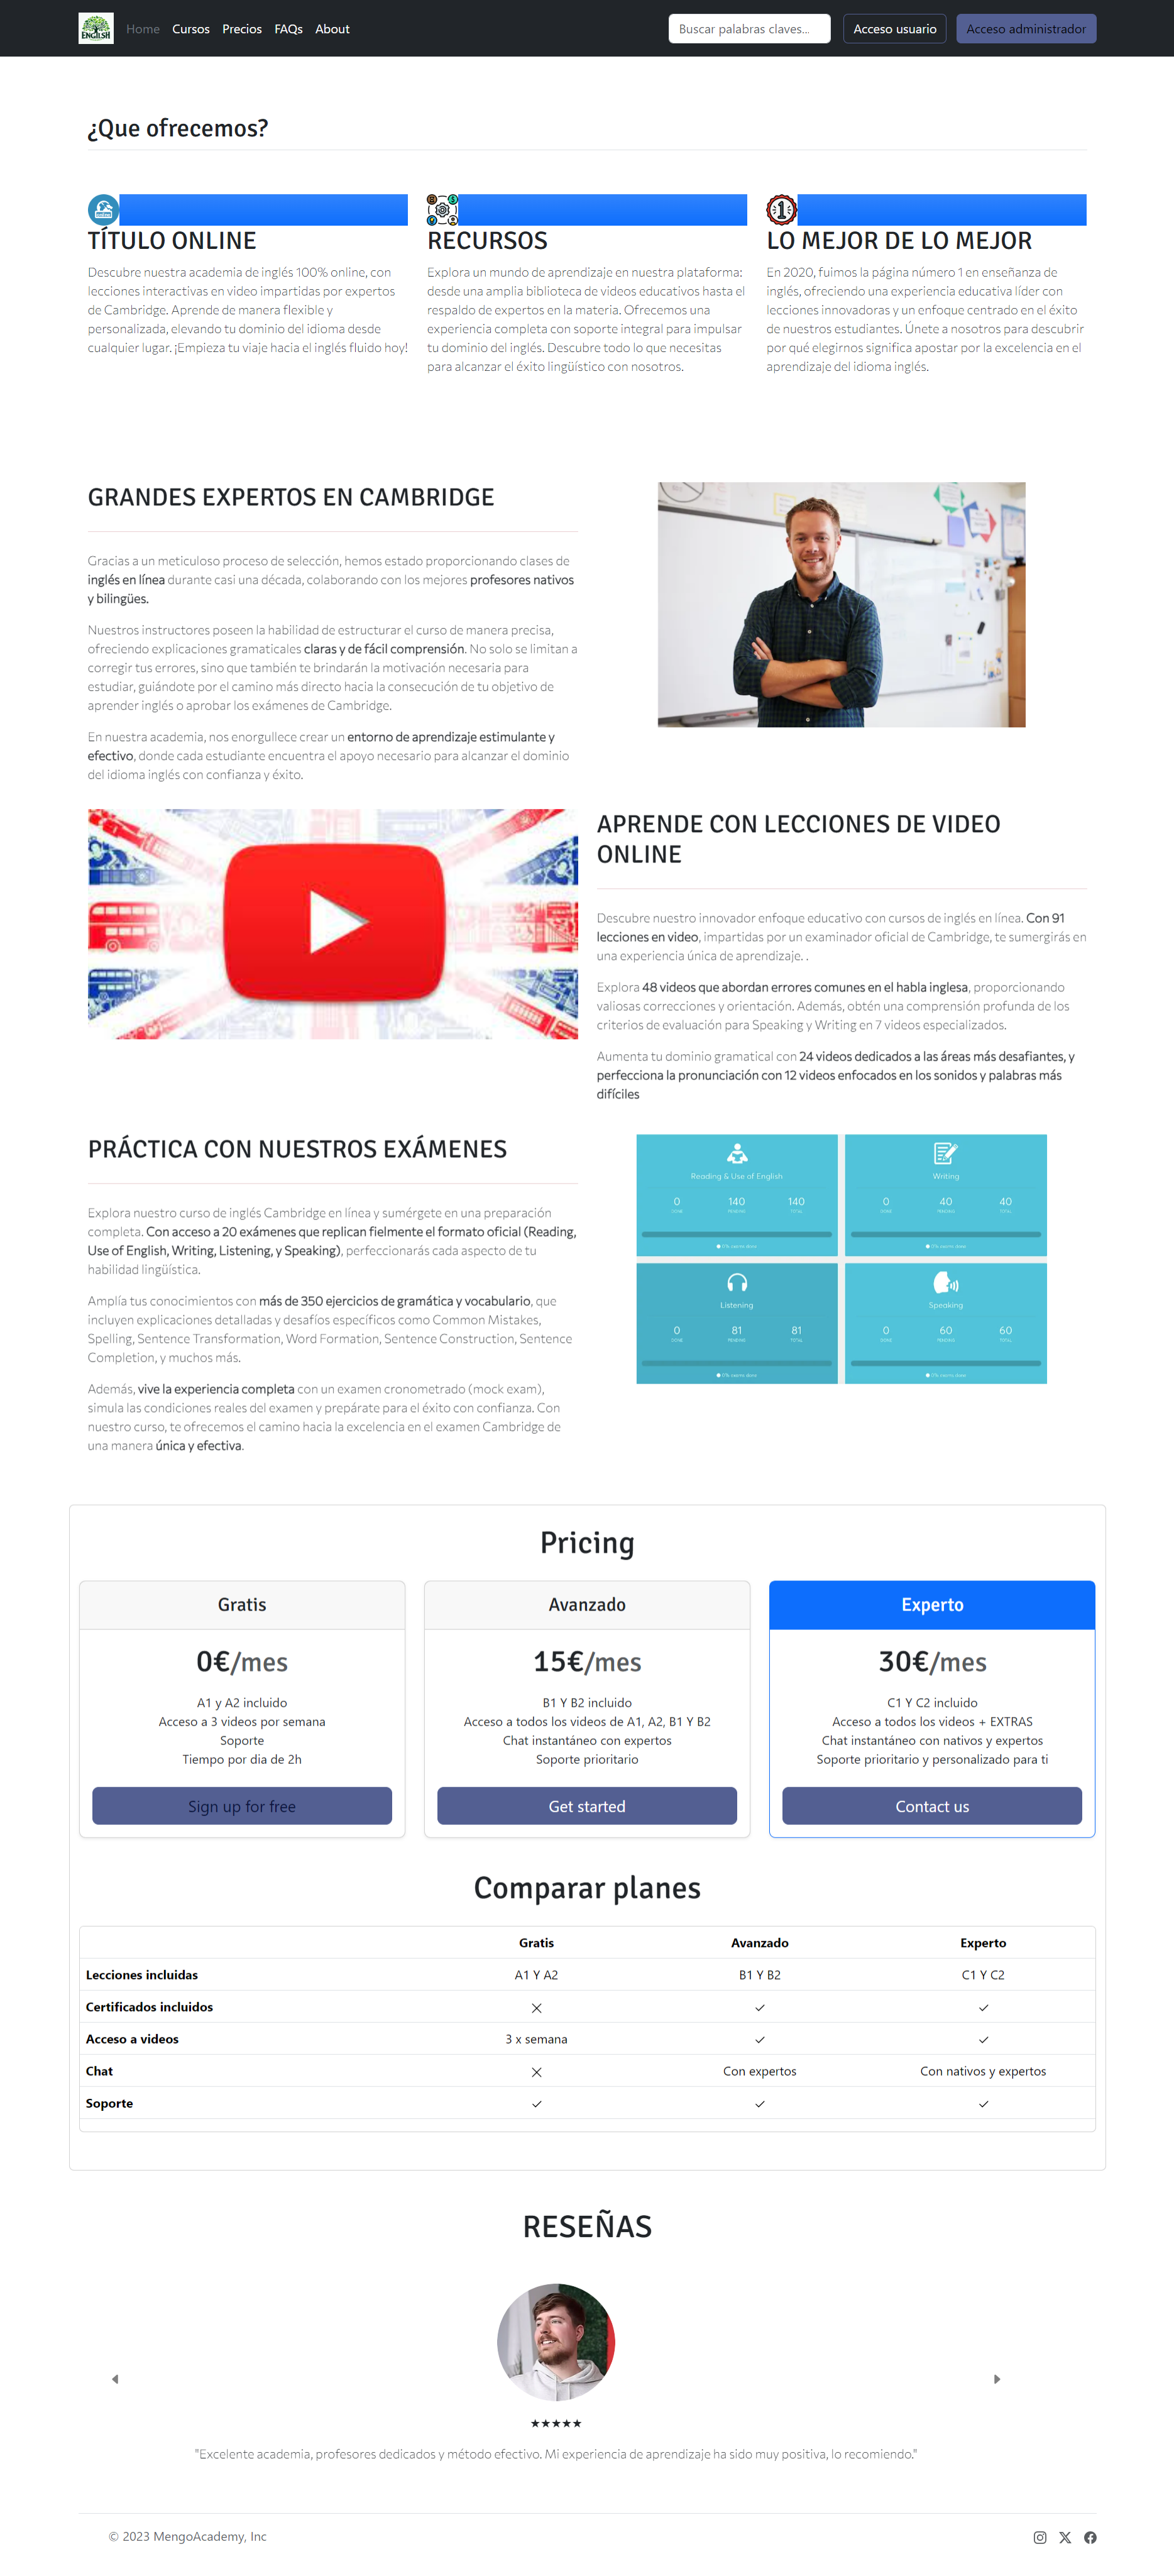 ENGLISH
Home Cursos Precios FAQs About
Buscar palabras claves...
Acceso usuario
Acceso administrador
¿Que ofrecemos?
TÍTULO ONLINE
Descubre nuestra academia de inglés 100% online, con
lecciones interactivas en video impartidas por expertos
de Cambridge. Aprende de manera flexible y
personalizada, elevando tu dominio del idioma desde
cualquier lugar. ¡Empieza tu viaje hacia el inglés fluido hoy!
RECURSOS
Explora un mundo de aprendizaje en nuestra plataforma:
desde una amplia biblioteca de videos educativos hasta el
respaldo de expertos en la materia. Ofrecemos una
experiencia completa con soporte integral para impulsar
tu dominio del inglés. Descubre todo lo que necesitas
para alcanzar el éxito lingüístico con nosotros.
1
LO MEJOR DE LO MEJOR
En 2020, fuimos la página número 1 en enseñanza de
inglés, ofreciendo una experiencia educativa líder con
lecciones innovadoras y un enfoque centrado en el éxito
de nuestros estudiantes. Únete a nosotros para descubrir
por qué elegirnos significa apostar por la excelencia en el
aprendizaje del idioma inglés.
GRANDES EXPERTOS EN CAMBRIDGE
Gracias a un meticuloso proceso de selección, hemos estado proporcionando clases de
inglés en línea durante casi una década, colaborando con los mejores profesores nativos
y bilingües.
Nuestros instructores poseen la habilidad de estructurar el curso de manera precisa,
ofreciendo explicaciones gramaticales claras y de fácil comprensión. No solo se limitan a
corregir tus errores, sino que también te brindarán la motivación necesaria para
estudiar, guiándote por el camino más directo hacia la consecución de tu objetivo de
aprender inglés o aprobar los exámenes de Cambridge.
En nuestra academia, nos enorgullece crear un entorno de aprendizaje estimulante y
efectivo, donde cada estudiante encuentra el apoyo necesario para alcanzar el dominio
del idioma inglés con confianza y éxito.
APRENDE CON LECCIONES DE VIDEO
ONLINE
Descubre nuestro innovador enfoque educativo con cursos de inglés en línea. Con 91
lecciones en video, impartidas por un examinador oficial de Cambridge, te sumergirás en
una experiencia única de aprendizaje. .
Explora 48 videos que abordan errores comunes en el habla inglesa, proporcionando
valiosas correcciones y orientación. Además, obtén una comprensión profunda de los
criterios de evaluación para Speaking y Writing en 7 videos especializados.
Aumenta tu dominio gramatical con 24 videos dedicados a las áreas más desafiantes, y
perfecciona la pronunciación con 12 videos enfocados en los sonidos y palabras más
difíciles
PRÁCTICA CON NUESTROS EXÁMENES
Explora nuestro curso de inglés Cambridge en línea y sumérgete en una preparación
completa. Con acceso a 20 exámenes que replican fielmente el formato oficial (Reading,
Use of English, Writing, Listening, y Speaking), perfeccionarás cada aspecto de tu
habilidad lingüística.
Amplía tus conocimientos con más de 350 ejercicios de gramática y vocabulario, que
incluyen explicaciones detalladas y desafíos específicos como Common Mistakes,
Spelling, Sentence Transformation, Word Formation, Sentence Construction, Sentence
Completion, y muchos más.
Además, vive la experiencia completa con un examen cronometrado (mock exam),
simula las condiciones reales del examen y prepárate para el éxito con confianza. Con
nuestro curso, te ofrecemos el camino hacia la excelencia en el examen Cambridge de
una manera única y efectiva.
Reading & Use of English
0 140 140
DONE PENDING TOTAL
Writing
0 40 40
DONE PENDING TOTAL
Listening
0 81 81
DONE PENDING TOTAL
Speaking
0 60 60
DONE PENDING TOTAL
Pricing
Gratis
0€/mes
A1 y A2 incluido
Acceso a 3 videos por semana
Soporte
Tiempo por dia de 2h
Sign up for free
Avanzado
15€/mes
B1 Y B2 incluido
Acceso a todos los videos de A1, A2, B1 Y B2
Chat instantáneo con expertos
Soporte prioritario
Get started
Experto
30€/mes
C1 Y C2 incluido
Acceso a todos los videos + EXTRAS
Chat instantáneo con nativos y expertos
Soporte prioritario y personalizado para ti
Contact us
Comparar planes
Gratis Avanzado Experto
Lecciones incluidas A1 Y A2 B1 Y B2 C1 Y C2
Certificados incluidos
Acceso a videos 3 x semana
Chat Con expertos Con nativos y expertos
Soporte
RESEÑAS
★★★★★
"Excelente academia, profesores dedicados y método efectivo. Mi experiencia de aprendizaje ha sido muy positiva, lo recomiendo."
© 2023 MengoAcademy, Inc